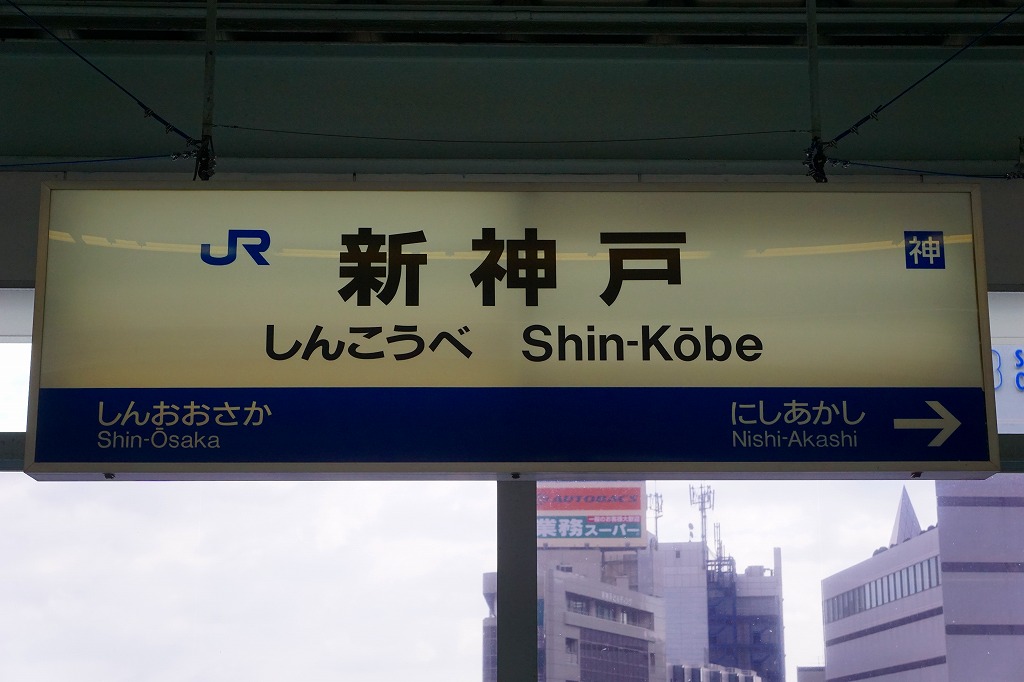 JR 新神戸 神
しんこうべ Shin-Kōbe
しんおおさか にしあかし →
Shin-Ōsaka Nishi-Akashi
AUTOBACS
業務スーパー